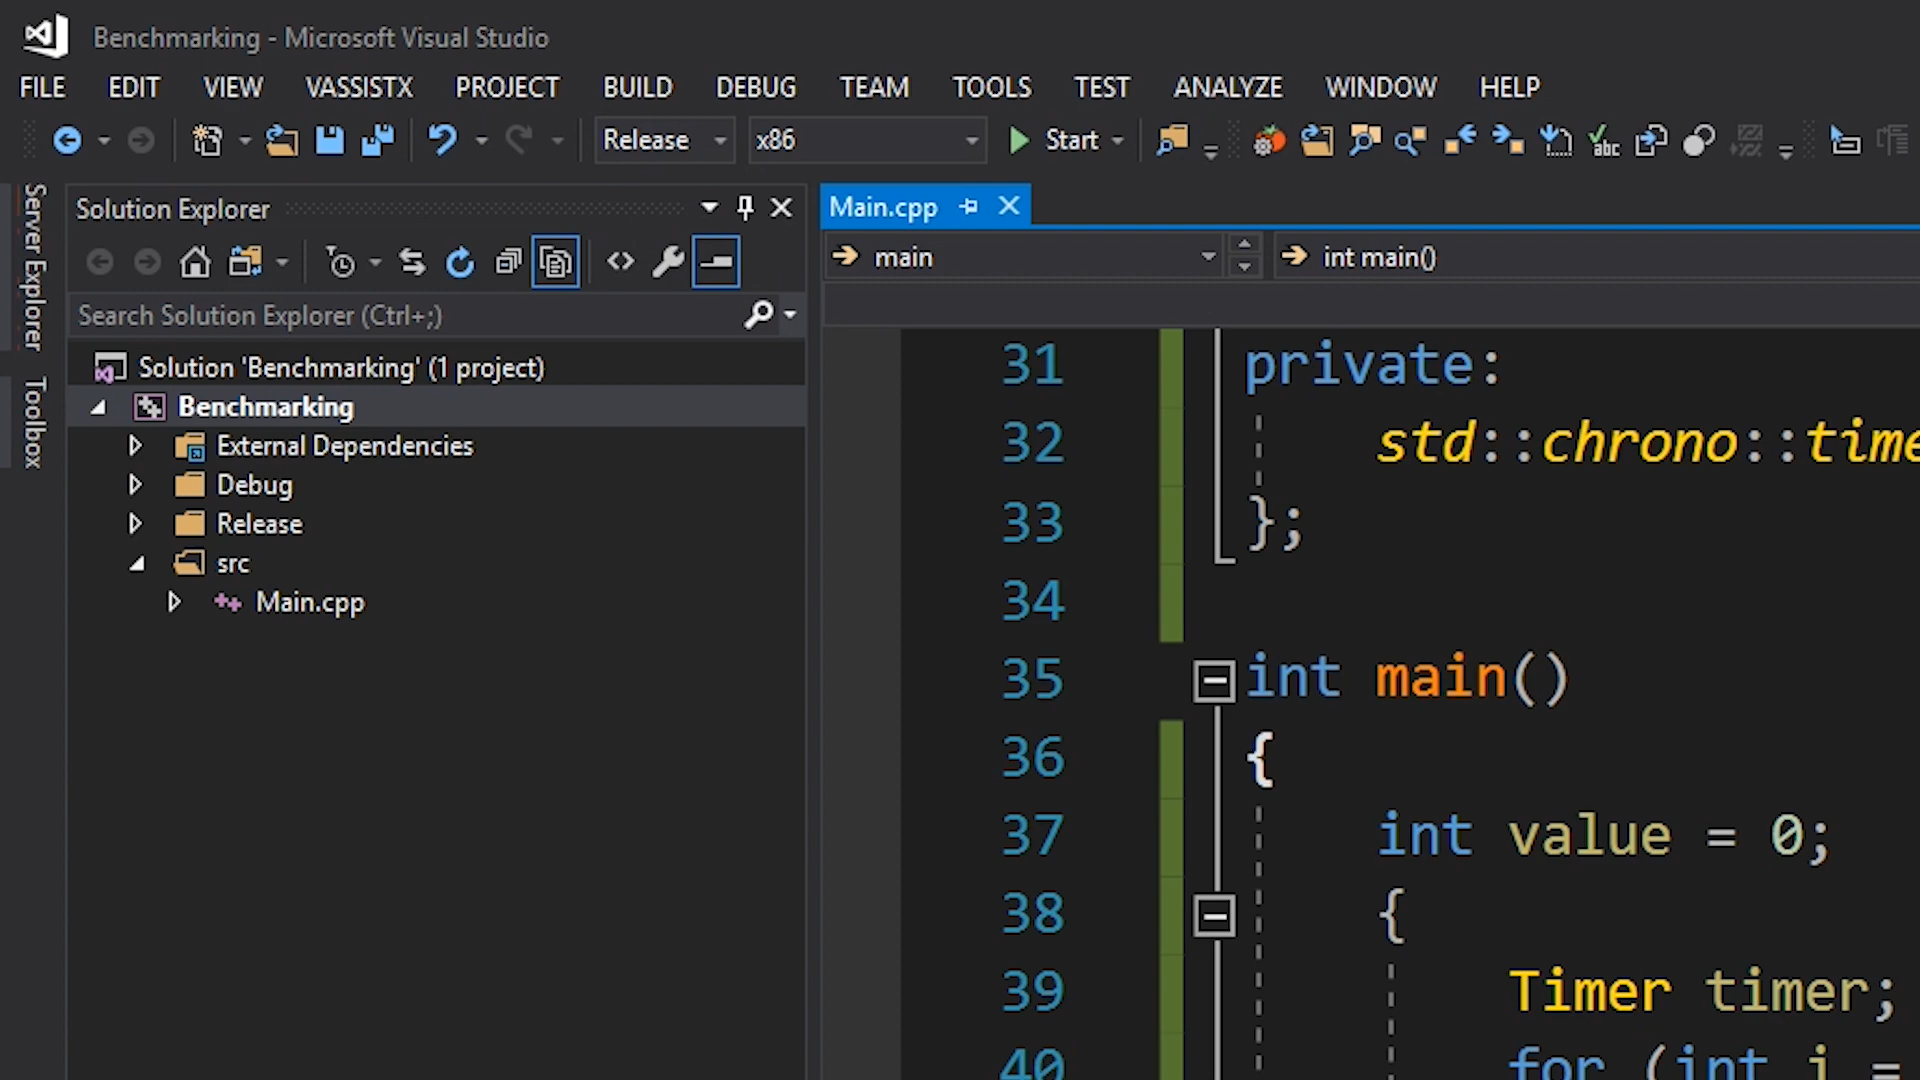 Benchmarking - Microsoft Visual Studio
FILE EDIT VIEW VASSISTX PROJECT BUILD DEBUG TEAM TOOLS TEST ANALYZE WINDOW HELP
Release x86 Start abc
Server Explorer
Toolbox
Solution Explorer
Search Solution Explorer (Ctrl+;)
Solution 'Benchmarking' (1 project)
Benchmarking
External Dependencies
Debug
Release
src
Main.cpp
Main.cpp
main int main()
31 private:
32 std::chrono::time
33 };
34
35 int main()
36 {
37 int value = 0;
38 {
39 Timer timer;
40 for (int i =